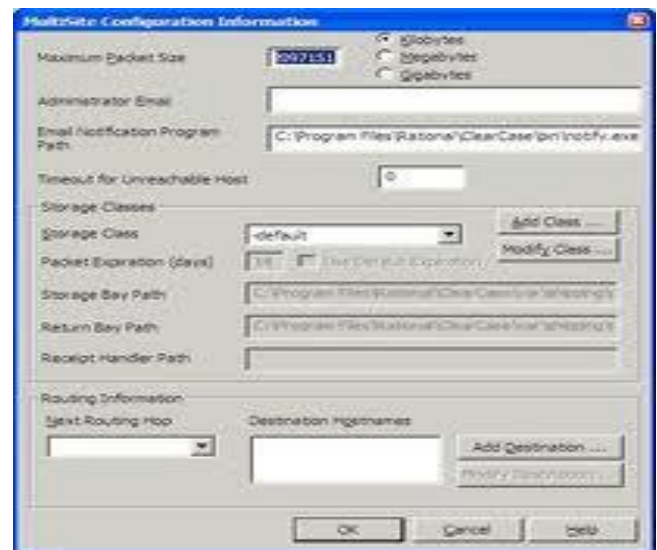 MultiSite Configuration Information
Maximum Packet Size
2097151
Kilobytes
Megabytes
Gigabytes
Administrator Email
Email Notification Program Path
C:\Program Files\Rational\ClearCase\bin\notify.exe
Timeout for Unreachable Host
0
Storage Classes
Storage Class
-default
Add Class ...
Packet Expiration (days)
14
Use Default Expiration
Modify Class ...
Storage Bay Path
C:\Program Files\Rational\ClearCase\var\shipping\
Return Bay Path
C:\Program Files\Rational\ClearCase\var\shipping\
Receipt Handler Path
Routing Information
Next Routing Hop
Destination Hostnames
Add Destination ...
Modify Destination ...
OK
Cancel
Help